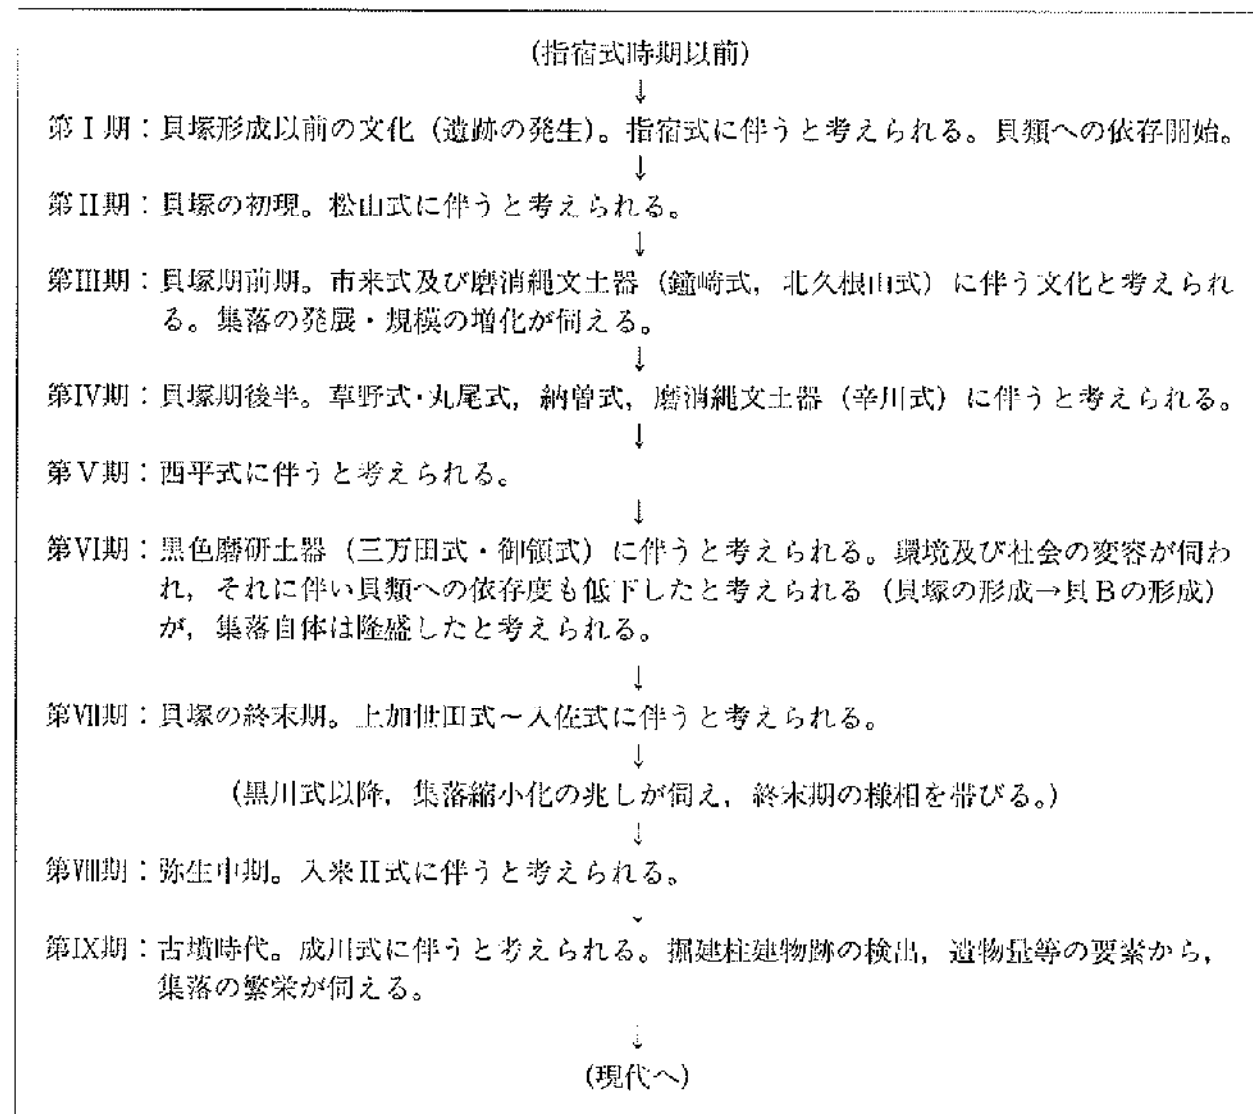 (指宿式時期以前)
↓
第Ⅰ期：貝塚形成以前の文化（遺跡の発生）。指宿式に伴うと考えられる。貝類への依存開始。
↓
第Ⅱ期：貝塚の初現。松山式に伴うと考えられる。
↓
第Ⅲ期：貝塚期前期。市来式及び磨消縄文土器（鐘崎式，北久根山式）に伴う文化と考えられ
る。集落の発展・規模の増化が伺える。
↓
第Ⅳ期：貝塚期後半。草野式・丸尾式，納曽式，磨消縄文土器（辛川式）に伴うと考えられる。
↓
第Ⅴ期：西平式に伴うと考えられる。
↓
第Ⅵ期：黒色磨研土器（三万田式・御領式）に伴うと考えられる。環境及び社会の変容が伺わ
れ，それに伴い貝類への依存度も低下したと考えられる（貝塚の形成→貝Ｂの形成）
が，集落自体は隆盛したと考えられる。
↓
第Ⅶ期：貝塚の終末期。上加世田式～入佐式に伴うと考えられる。
↓
(黒川式以降，集落縮小化の兆しが伺え，終末期の様相を帯びる。)
↓
第Ⅷ期：弥生中期。入来Ⅱ式に伴うと考えられる。
↓
第Ⅸ期：古墳時代。成川式に伴うと考えられる。掘建柱建物跡の検出，遺物量等の要素から，
集落の繁栄が伺える。
↓
(現代へ)